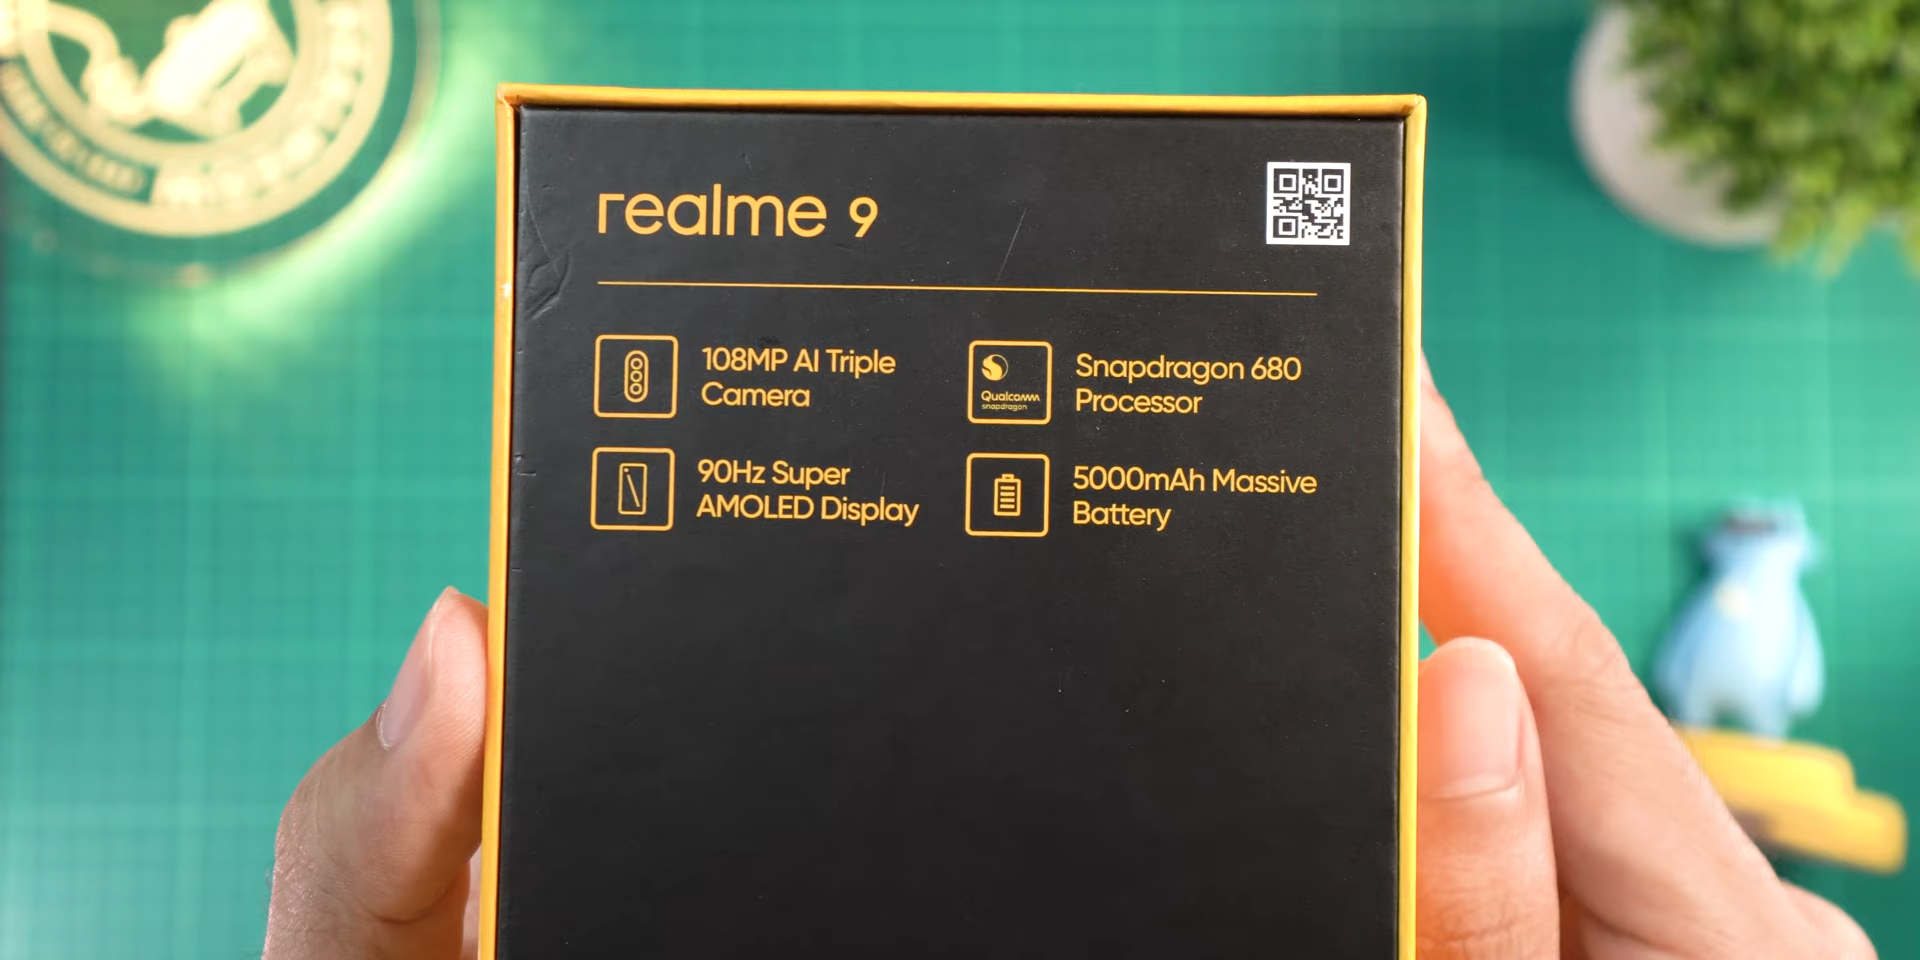 realme 9
108MP AI Triple
Camera
Snapdragon 680
Processor
Qualcomm
snapdragon
90Hz Super
AMOLED Display
5000mAh Massive
Battery